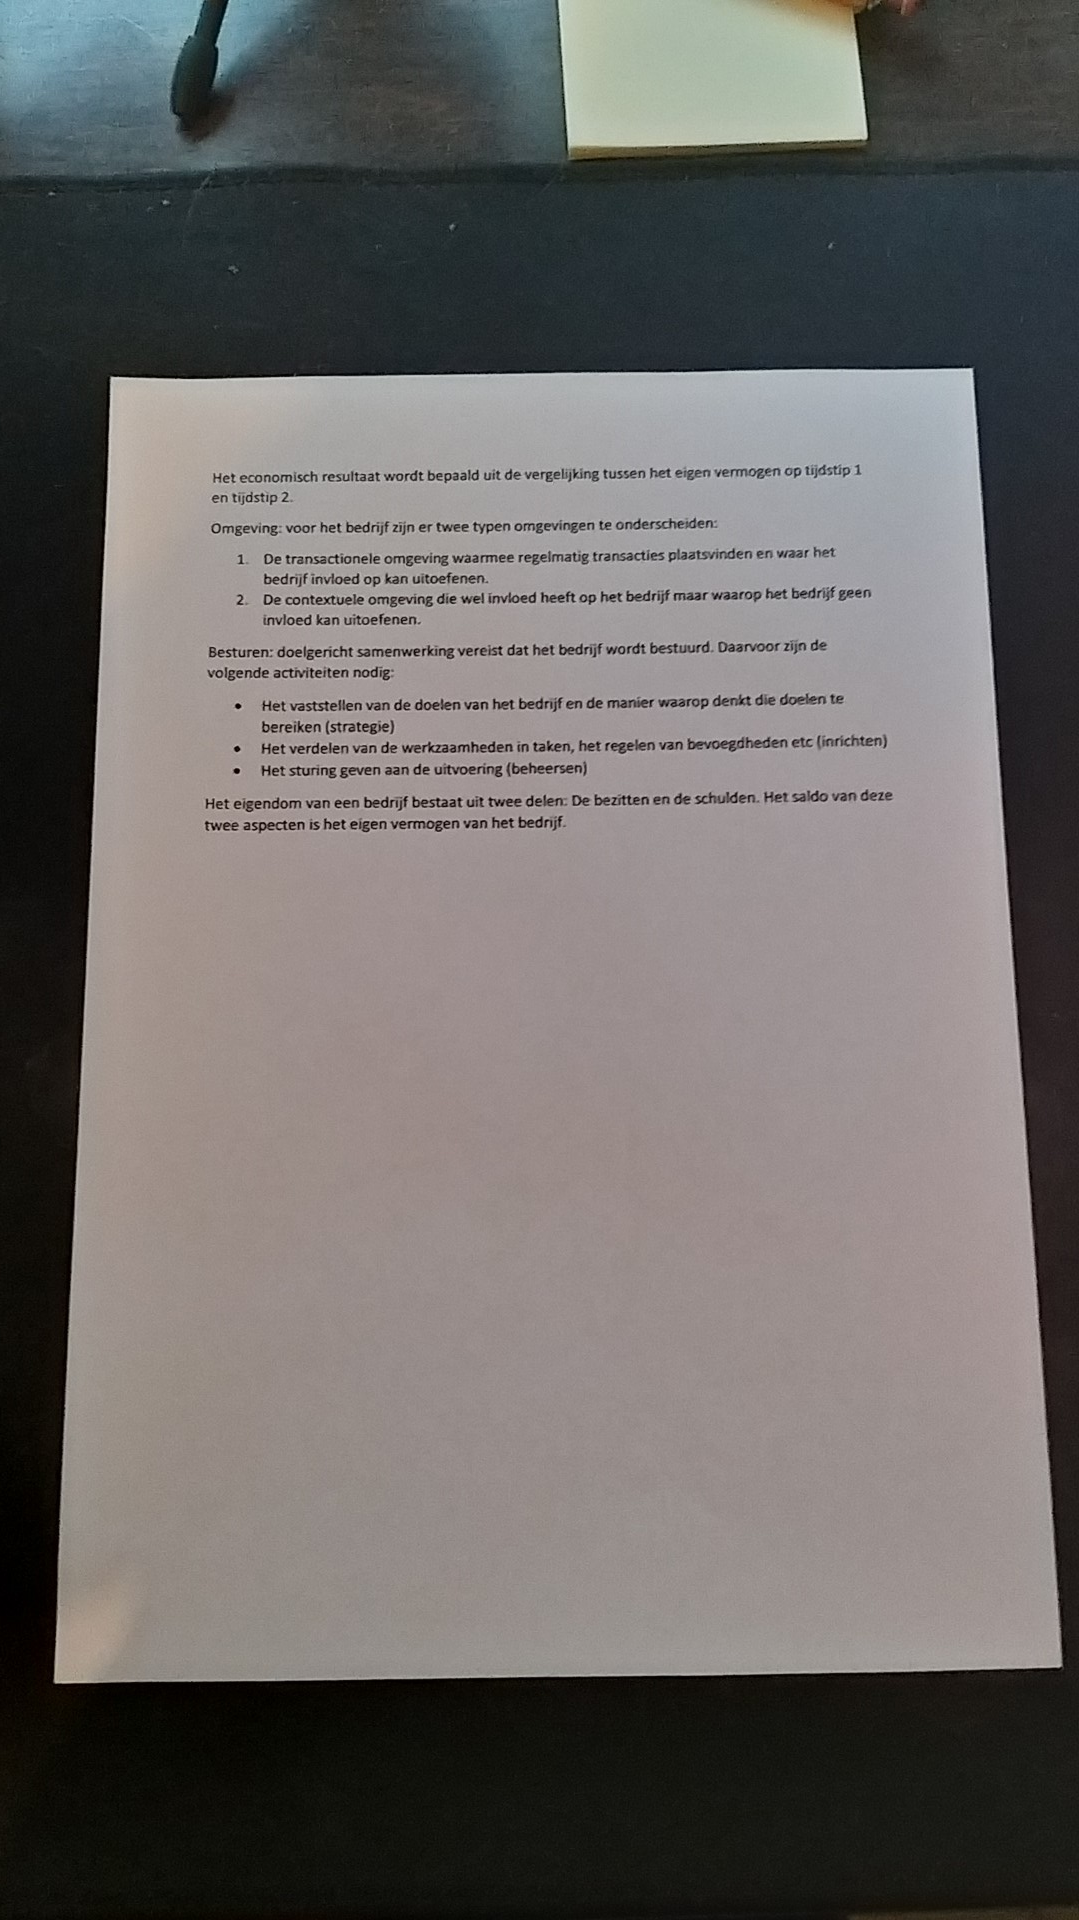 Het economisch resultaat wordt bepaald uit de vergelijking tussen het eigen vermogen op tijdstip 1
en tijdstip 2.
Omgeving: voor het bedrijf zijn er twee typen omgevingen te onderscheiden:
1. De transactionele omgeving waarmee regelmatig transacties plaatsvinden en waar het
bedrijf invloed op kan uitoefenen.
2. De contextuele omgeving die wel invloed heeft op het bedrijf maar waarop het bedrijf geen
invloed kan uitoefenen.
Besturen: doelgericht samenwerking vereist dat het bedrijf wordt bestuurd. Daarvoor zijn de
volgende activiteiten nodig:
• Het vaststellen van de doelen van het bedrijf en de manier waarop denkt die doelen te
bereiken (strategie)
• Het verdelen van de werkzaamheden in taken, het regelen van bevoegdheden etc (inrichten)
• Het sturing geven aan de uitvoering (beheersen)
Het eigendom van een bedrijf bestaat uit twee delen: De bezitten en de schulden. Het saldo van deze
twee aspecten is het eigen vermogen van het bedrijf.